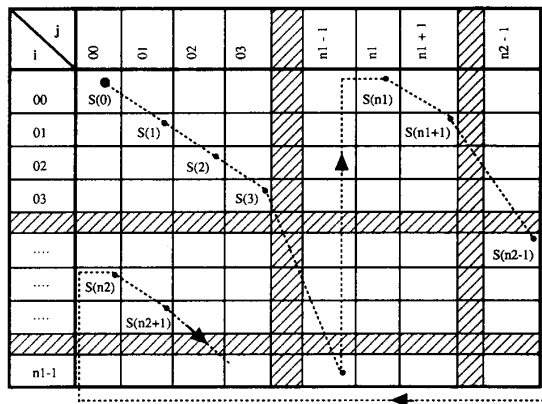 j
i
00 01 02 03 n1 - 1 n1 n1 + 1 n2 - 1
00 S(0) S(n1)
01 S(1) S(n1+1)
02 S(2)
03 S(3)
....
S(n2-1)
.... S(n2)
.... S(n2+1)
n1-1